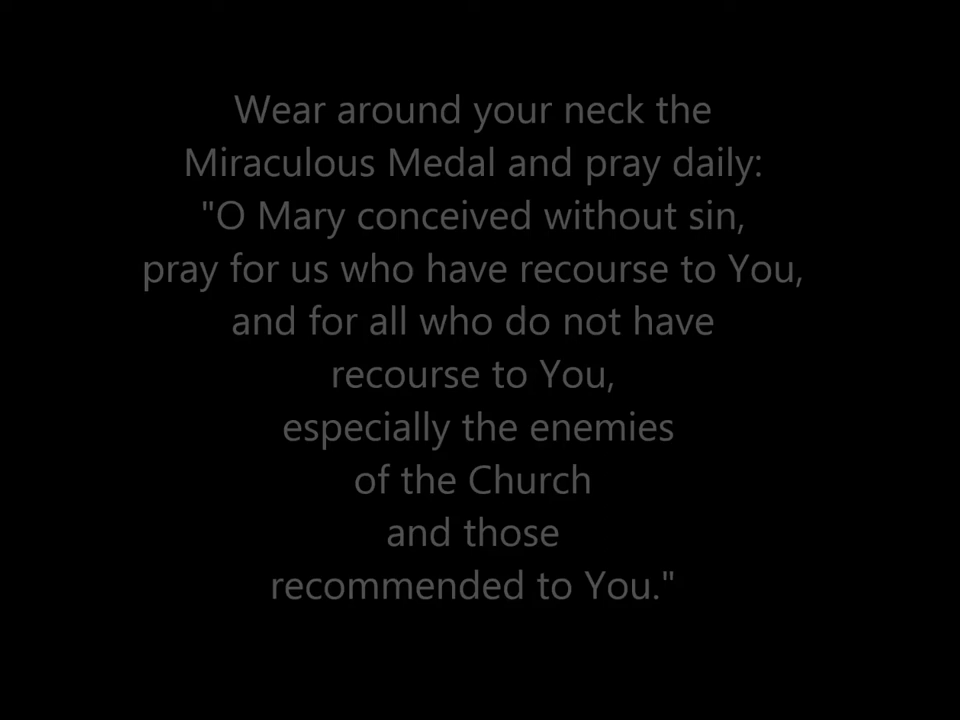 Wear around your neck the
Miraculous Medal and pray daily:
"O Mary conceived without sin,
pray for us who have recourse to You,
and for all who do not have
recourse to You,
especially the enemies
of the Church
and those
recommended to You."